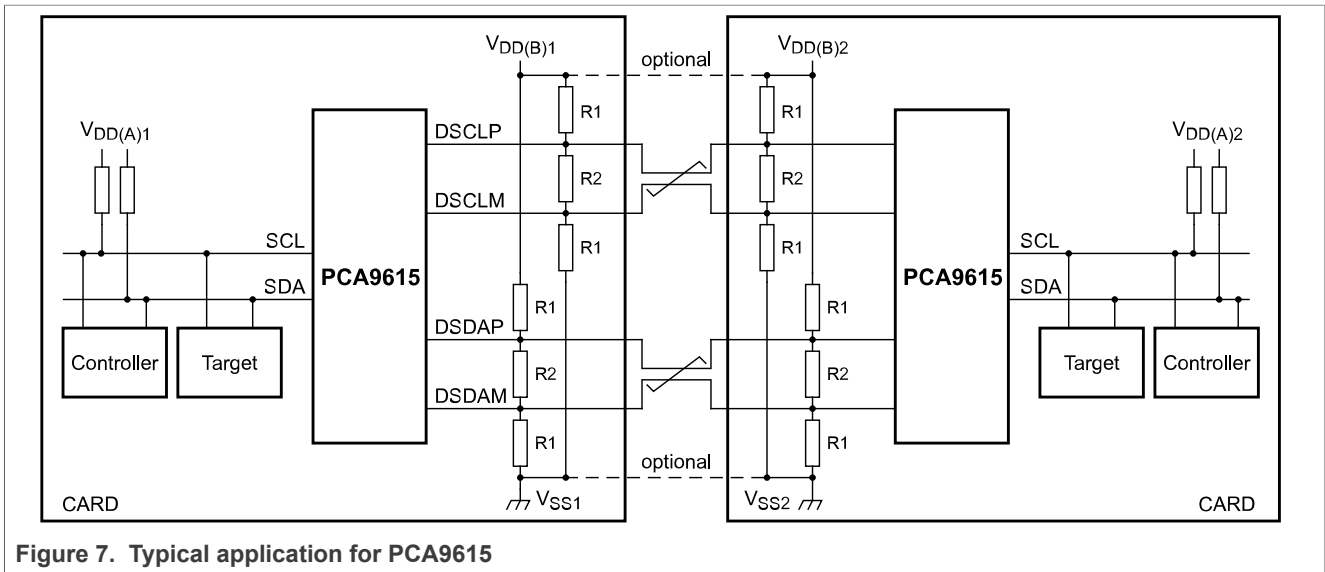 VDD(B)1
optional
VDD(B)2
R1
R1
VDD(A)1
DSCLP
VDD(A)2
R2
R2
DSCLM
SCL
R1
R1
SCL
PCA9615
PCA9615
SDA
SDA
R1
R1
DSDAP
Controller
Target
R2
R2
Target
Controller
DSDAM
R1
R1
optional
CARD
VSS1
VSS2
CARD
Figure 7. Typical application for PCA9615